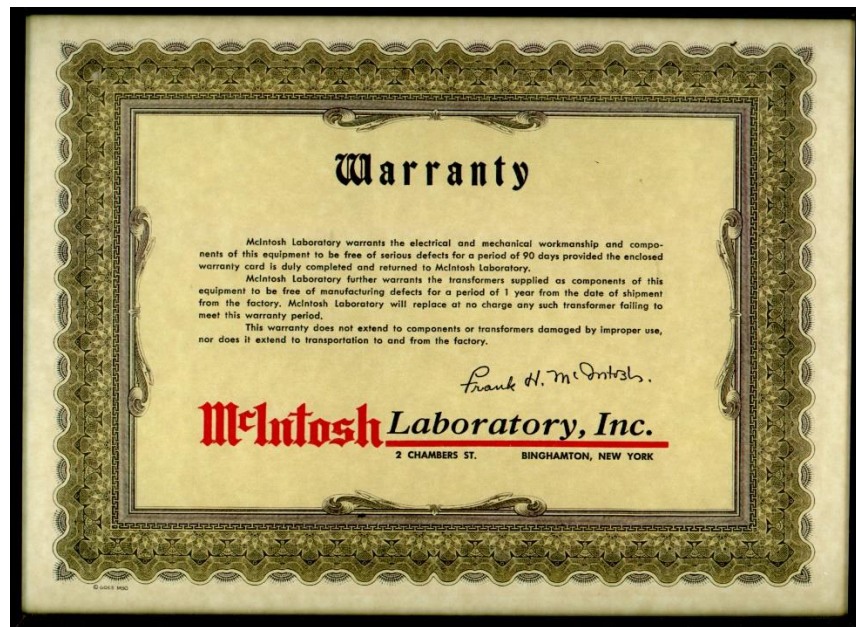 Warranty
McIntosh Laboratory warrants the electrical and mechanical workmanship and compo-
nents of this equipment to be free of serious defects for a period of 90 days provided the enclosed
warranty card is duly completed and returned to McIntosh Laboratory.
McIntosh Laboratory further warrants the transformers supplied as components of this
equipment to be free of manufacturing defects for a period of 1 year from the date of shipment
from the factory. McIntosh Laboratory will replace at no charge any such transformer failing to
meet this warranty period.
This warranty does not extend to components or transformers damaged by improper use,
nor does it extend to transportation to and from the factory.
Frank H. McIntosh.
McIntosh Laboratory, Inc.
2 CHAMBERS ST. BINGHAMTON, NEW YORK
©